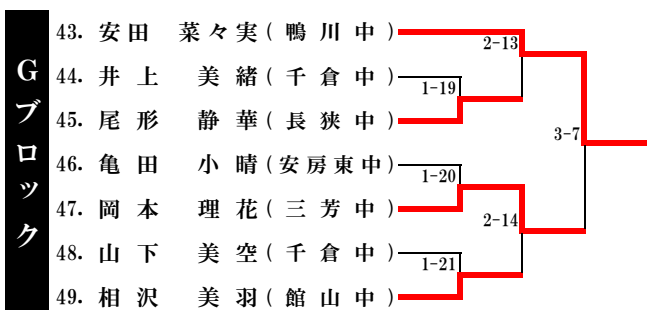 Gブロック
43. 安田 菜々実(鴨川中)
44. 井上 美緒(千倉中)
45. 尾形 静華(長狭中)
46. 亀田 小晴(安房東中)
47. 岡本 理花(三芳中)
48. 山下 美空(千倉中)
49. 相沢 美羽(館山中)
2-13
1-19
3-7
1-20
2-14
1-21